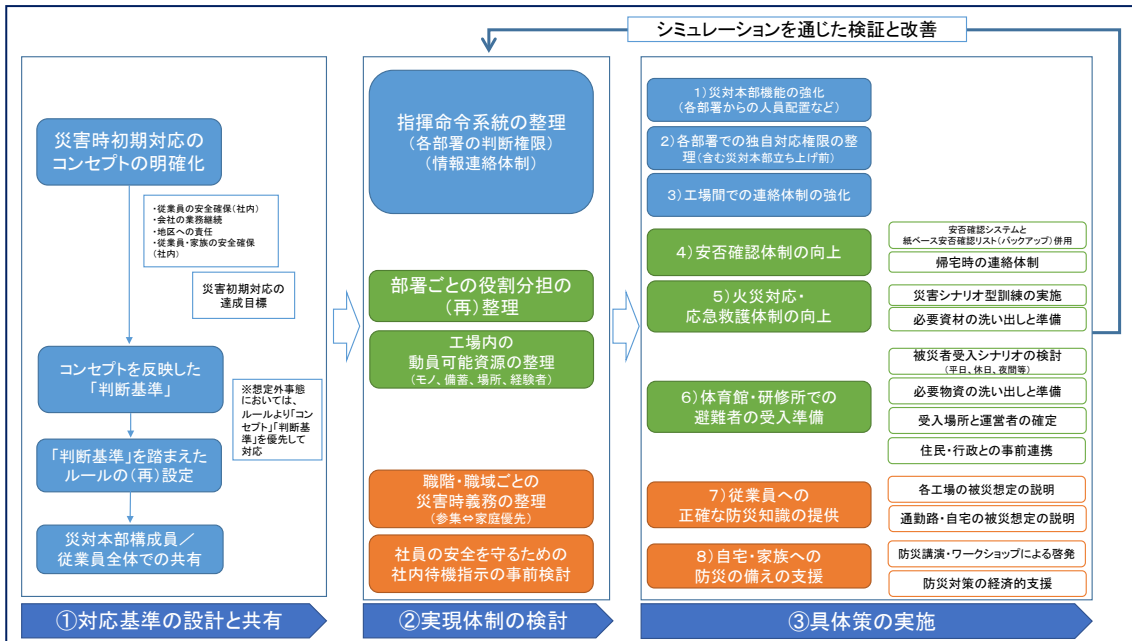 シミュレーションを通じた検証と改善
災害時初期対応の
コンセプトの明確化
・従業員の安全確保(社内)
・会社の業務継続
・地区への責任
・従業員・家族の安全確保
(社内)
災害初期対応の
達成目標
コンセプトを反映した
「判断基準」
※想定外事態
においては、
ルールより「コン
セプト」「判断基
準」を優先して
対応
「判断基準」を踏まえた
ルールの(再)設定
災対本部構成員/
従業員全体での共有
①対応基準の設計と共有
指揮命令系統の整理
(各部署の判断権限)
(情報連絡体制)
部署ごとの役割分担の
(再)整理
工場内の
動員可能資源の整理
(モノ、備蓄、場所、経験者)
職階・職域ごとの
災害時義務の整理
(参集⇔家庭優先)
社員の安全を守るための
社内待機指示の事前検討
②実現体制の検討
1)災対本部機能の強化
(各部署からの人員配置など)
2)各部署での独自対応権限の整
理(含む災対本部立ち上げ前)
3)工場間での連絡体制の強化
4)安否確認体制の向上
安否確認システムと
紙ベース安否確認リスト(バックアップ)併用
帰宅時の連絡体制
5)火災対応・
応急救護体制の向上
災害シナリオ型訓練の実施
必要資材の洗い出しと準備
6)体育館・研修所での
避難者の受入準備
被災者受入シナリオの検討
(平日、休日、夜間等)
必要物資の洗い出しと準備
受入場所と運営者の確定
住民・行政との事前連携
7)従業員への
正確な防災知識の提供
各工場の被災想定の説明
通勤路・自宅の被災想定の説明
8)自宅・家族への
防災の備えの支援
防災講演・ワークショップによる啓発
防災対策の経済的支援
③具体策の実施